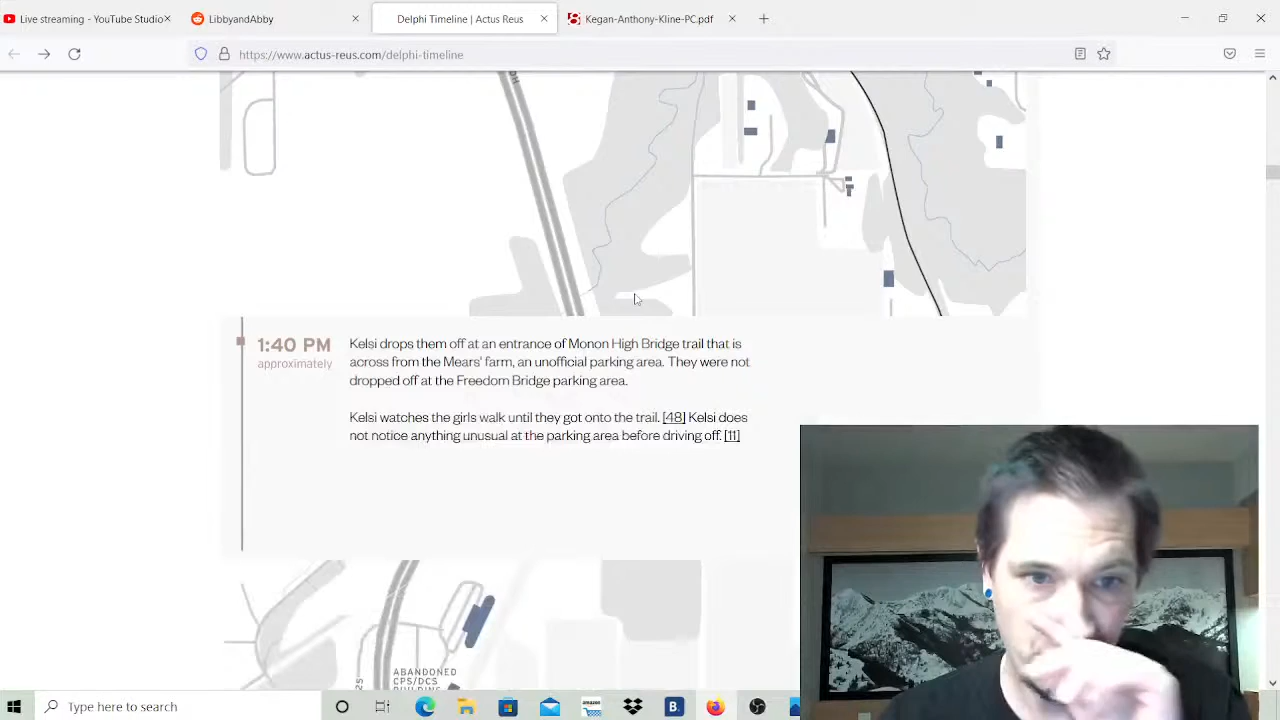 Live streaming - YouTube Studio
LibbyandAbby
Delphi Timeline | Actus Reus
Kegan-Anthony-Kline-PC.pdf
https://www.actus-reus.com/delphi-timeline
1:40 PM
approximately
Kelsi drops them off at an entrance of Monon High Bridge trail that is
across from the Mears' farm, an unofficial parking area. They were not
dropped off at the Freedom Bridge parking area.
Kelsi watches the girls walk until they got onto the trail. [48] Kelsi does
not notice anything unusual at the parking area before driving off. [11]
ABANDONED
CPS/DCS
Type here to search
amazon
B